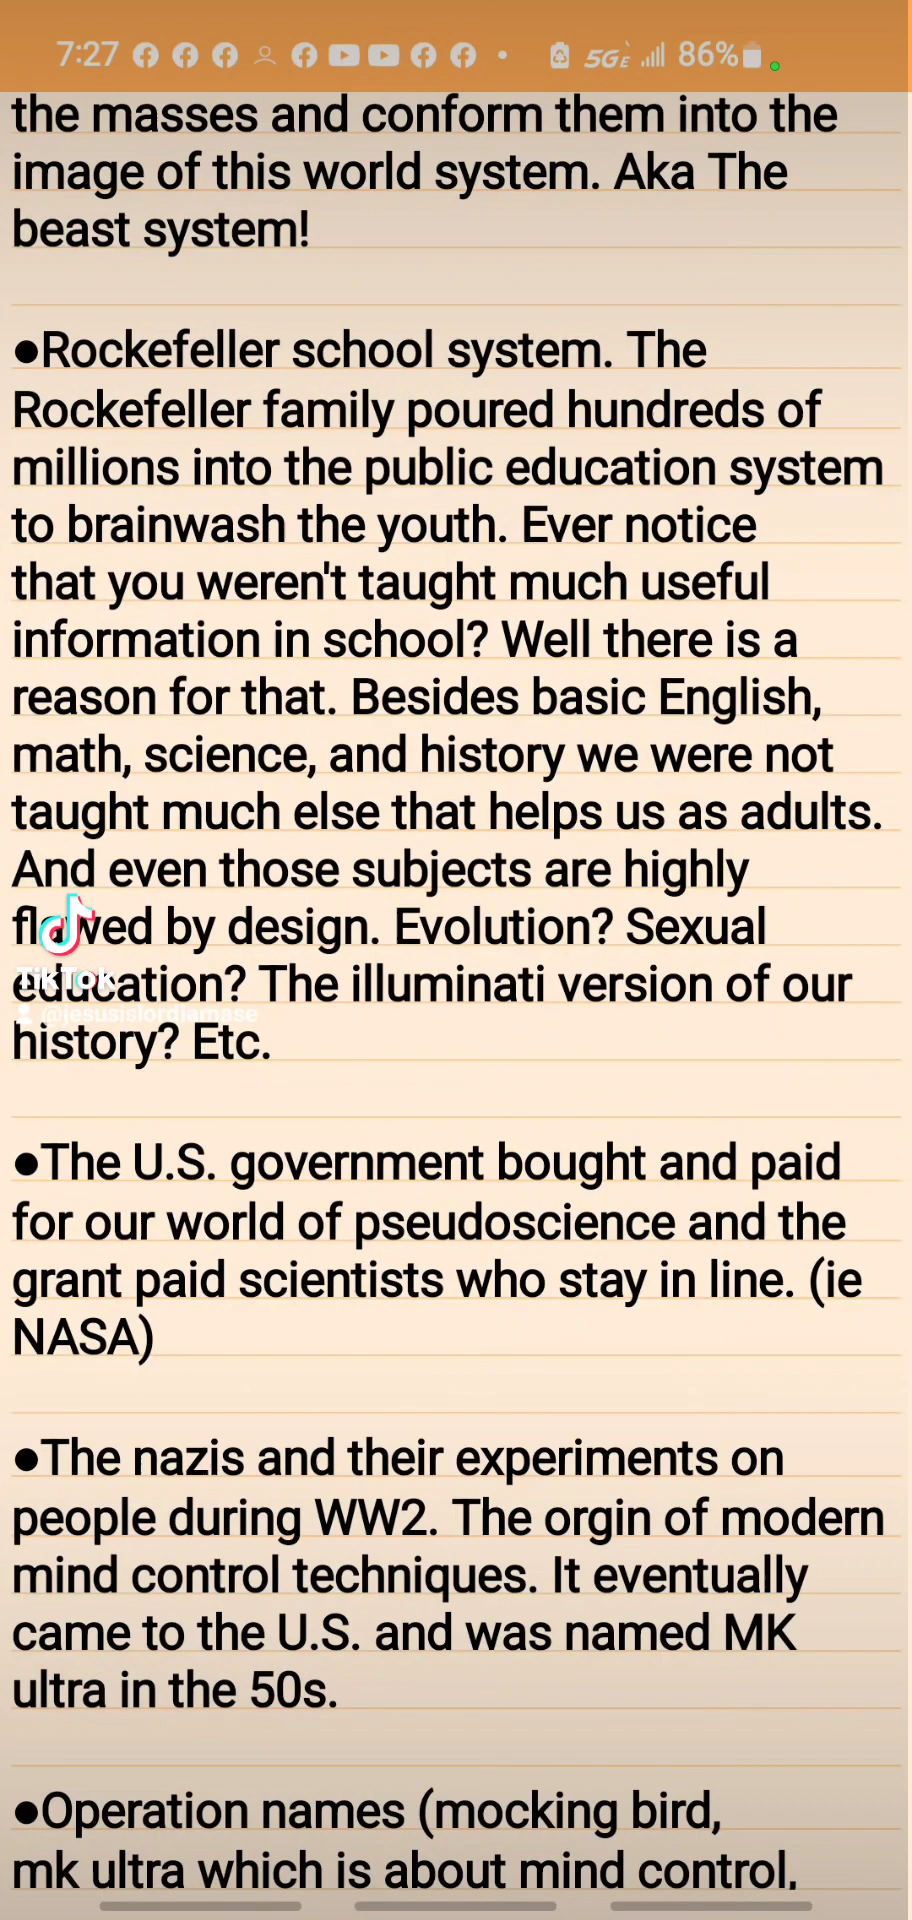 7:27 5GE 86%
the masses and conform them into the
image of this world system. Aka The
beast system!
●Rockefeller school system. The
Rockefeller family poured hundreds of
millions into the public education system
to brainwash the youth. Ever notice
that you weren't taught much useful
information in school? Well there is a
reason for that. Besides basic English,
math, science, and history we were not
taught much else that helps us as adults.
And even those subjects are highly
flawed by design. Evolution? Sexual
education? The illuminati version of our
TikTok
@jesusislordiamase
history? Etc.
●The U.S. government bought and paid
for our world of pseudoscience and the
grant paid scientists who stay in line. (ie
NASA)
●The nazis and their experiments on
people during WW2. The orgin of modern
mind control techniques. It eventually
came to the U.S. and was named MK
ultra in the 50s.
●Operation names (mocking bird,
mk ultra which is about mind control,